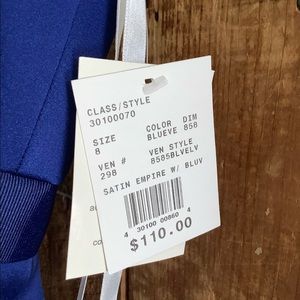 CLASS/STYLE
30100070
SIZE COLOR DIM
8 BLUEVE 858
VEN # VEN STYLE
298 8585BLVELV
SATIN EMPIRE W/ BLUV
4 30100 00860 4
$110.00